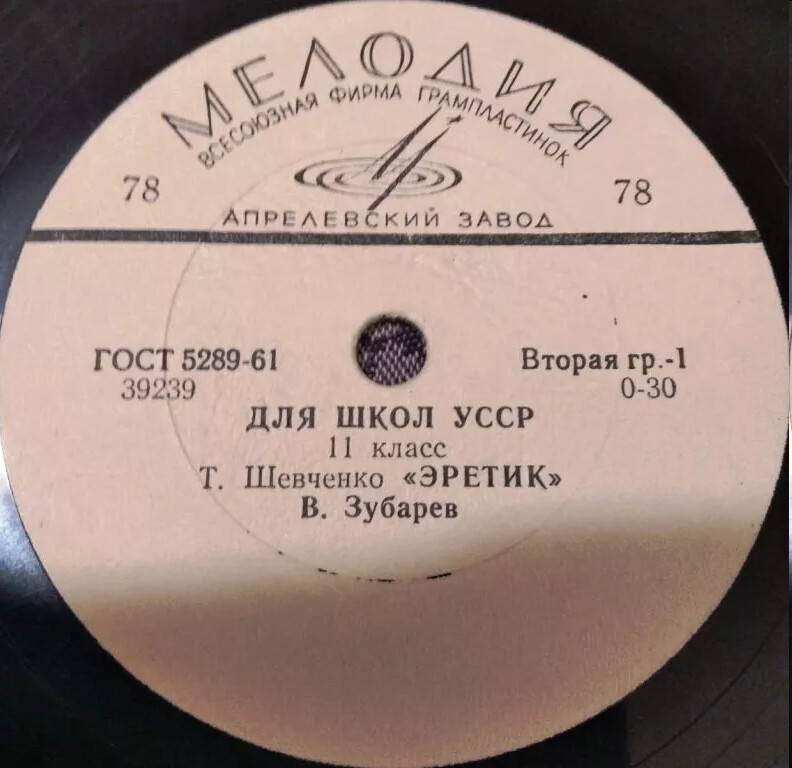 МЕЛОДИЯ
ВСЕСОЮЗНАЯ ФИРМА ГРАМПЛАСТИНОК
78 78
АПРЕЛЕВСКИЙ ЗАВОД
ГОСТ 5289-61 Вторая гр.-1
39239 0-30
ДЛЯ ШКОЛ УССР
11 класс
Т. Шевченко «ЭРЕТИК»
В. Зубарев